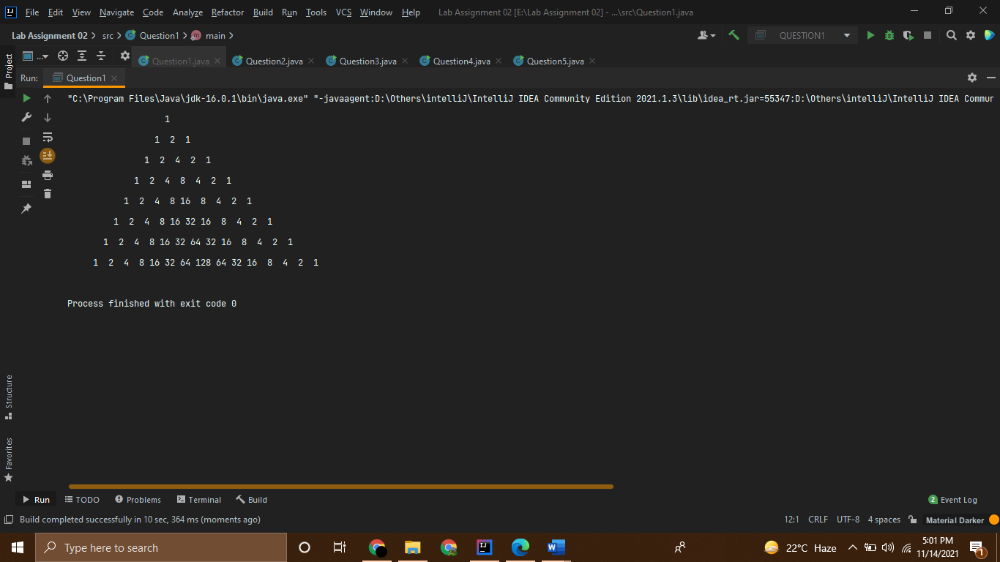 File Edit View Navigate Code Analyze Refactor Build Run Tools VCS Window Help Lab Assignment 02 [E:\Lab Assignment 02] - ...\src\Question1.java
Lab Assignment 02 src Question1 main QUESTION1
Project ... Question1.java Question2.java Question3.java Question4.java Question5.java
Run: Question1
"C:\Program Files\Java\jdk-16.0.1\bin\java.exe" "-javaagent:D:\Others\intelliJ\IntelliJ IDEA Community Edition 2021.1.3\lib\idea_rt.jar=55347:D:\Others\intelliJ\IntelliJ IDEA Commun
1
1 2 1
1 2 4 2 1
1 2 4 8 4 2 1
1 2 4 8 16 8 4 2 1
1 2 4 8 16 32 16 8 4 2 1
1 2 4 8 16 32 64 32 16 8 4 2 1
1 2 4 8 16 32 64 128 64 32 16 8 4 2 1
Process finished with exit code 0
Structure
Favorites
Run TODO Problems Terminal Build 2 Event Log
Build completed successfully in 10 sec, 364 ms (moments ago) 12:1 CRLF UTF-8 4 spaces Material Darker
Type here to search 22°C Haze 5:01 PM
11/14/2021 1